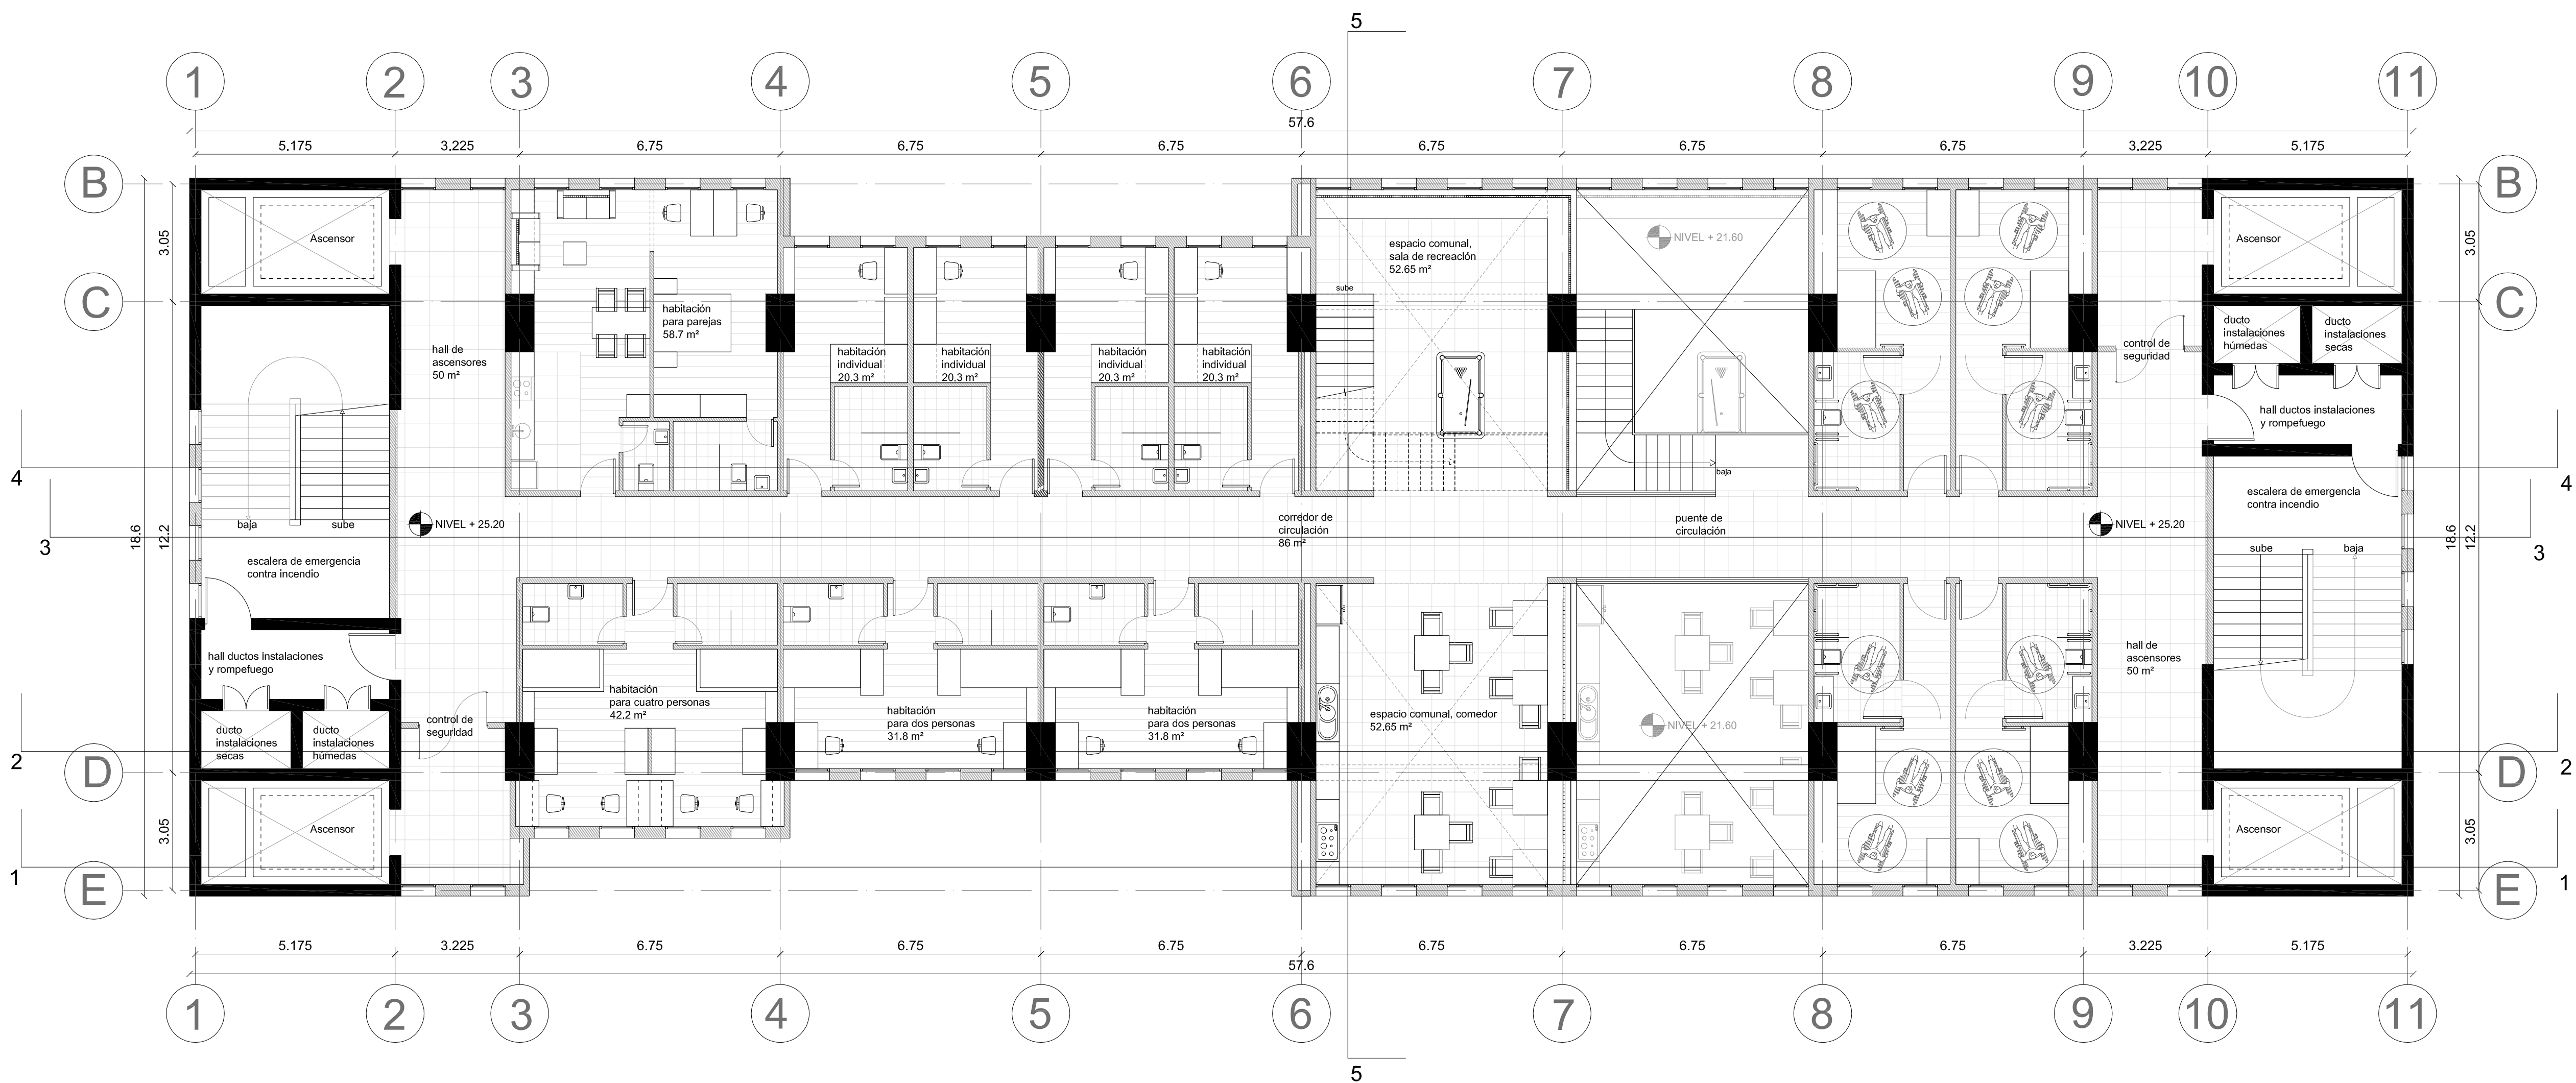 5
1 2 3 4 5 6 7 8 9 10 11
57.6
5.175 3.225 6.75 6.75 6.75 6.75 6.75 6.75 3.225 5.175
B
B
3.05
3.05
Ascensor
Ascensor
C
C
espacio comunal,
sala de recreación
52.65 m²
NIVEL + 21.60
sube
habitación
para parejas
58.7 m²
hall de
ascensores
50 m²
habitación
individual
20.3 m²
habitación
individual
20.3 m²
habitación
individual
20.3 m²
habitación
individual
20.3 m²
control de
seguridad
ducto
instalaciones
húmedas
ducto
instalaciones
secas
hall ductos instalaciones
y rompefuego
baja
4
4
escalera de emergencia
contra incendio
baja
sube
NIVEL + 25.20
corredor de
circulación
86 m²
puente de
circulación
NIVEL + 25.20
18.6
12.2
18.6
12.2
3
3
sube
baja
escalera de emergencia
contra incendio
hall ductos instalaciones
y rompefuego
hall de
ascensores
50 m²
habitación
para cuatro personas
42.2 m²
habitación
para dos personas
31.8 m²
habitación
para dos personas
31.8 m²
espacio comunal, comedor
52.65 m²
NIVEL + 21.60
control de
seguridad
ducto
instalaciones
secas
ducto
instalaciones
húmedas
2
2
D
D
3.05
3.05
Ascensor
Ascensor
1
1
E
E
5.175 3.225 6.75 6.75 6.75 6.75 6.75 6.75 3.225 5.175
57.6
1 2 3 4 5 6 7 8 9 10 11
5